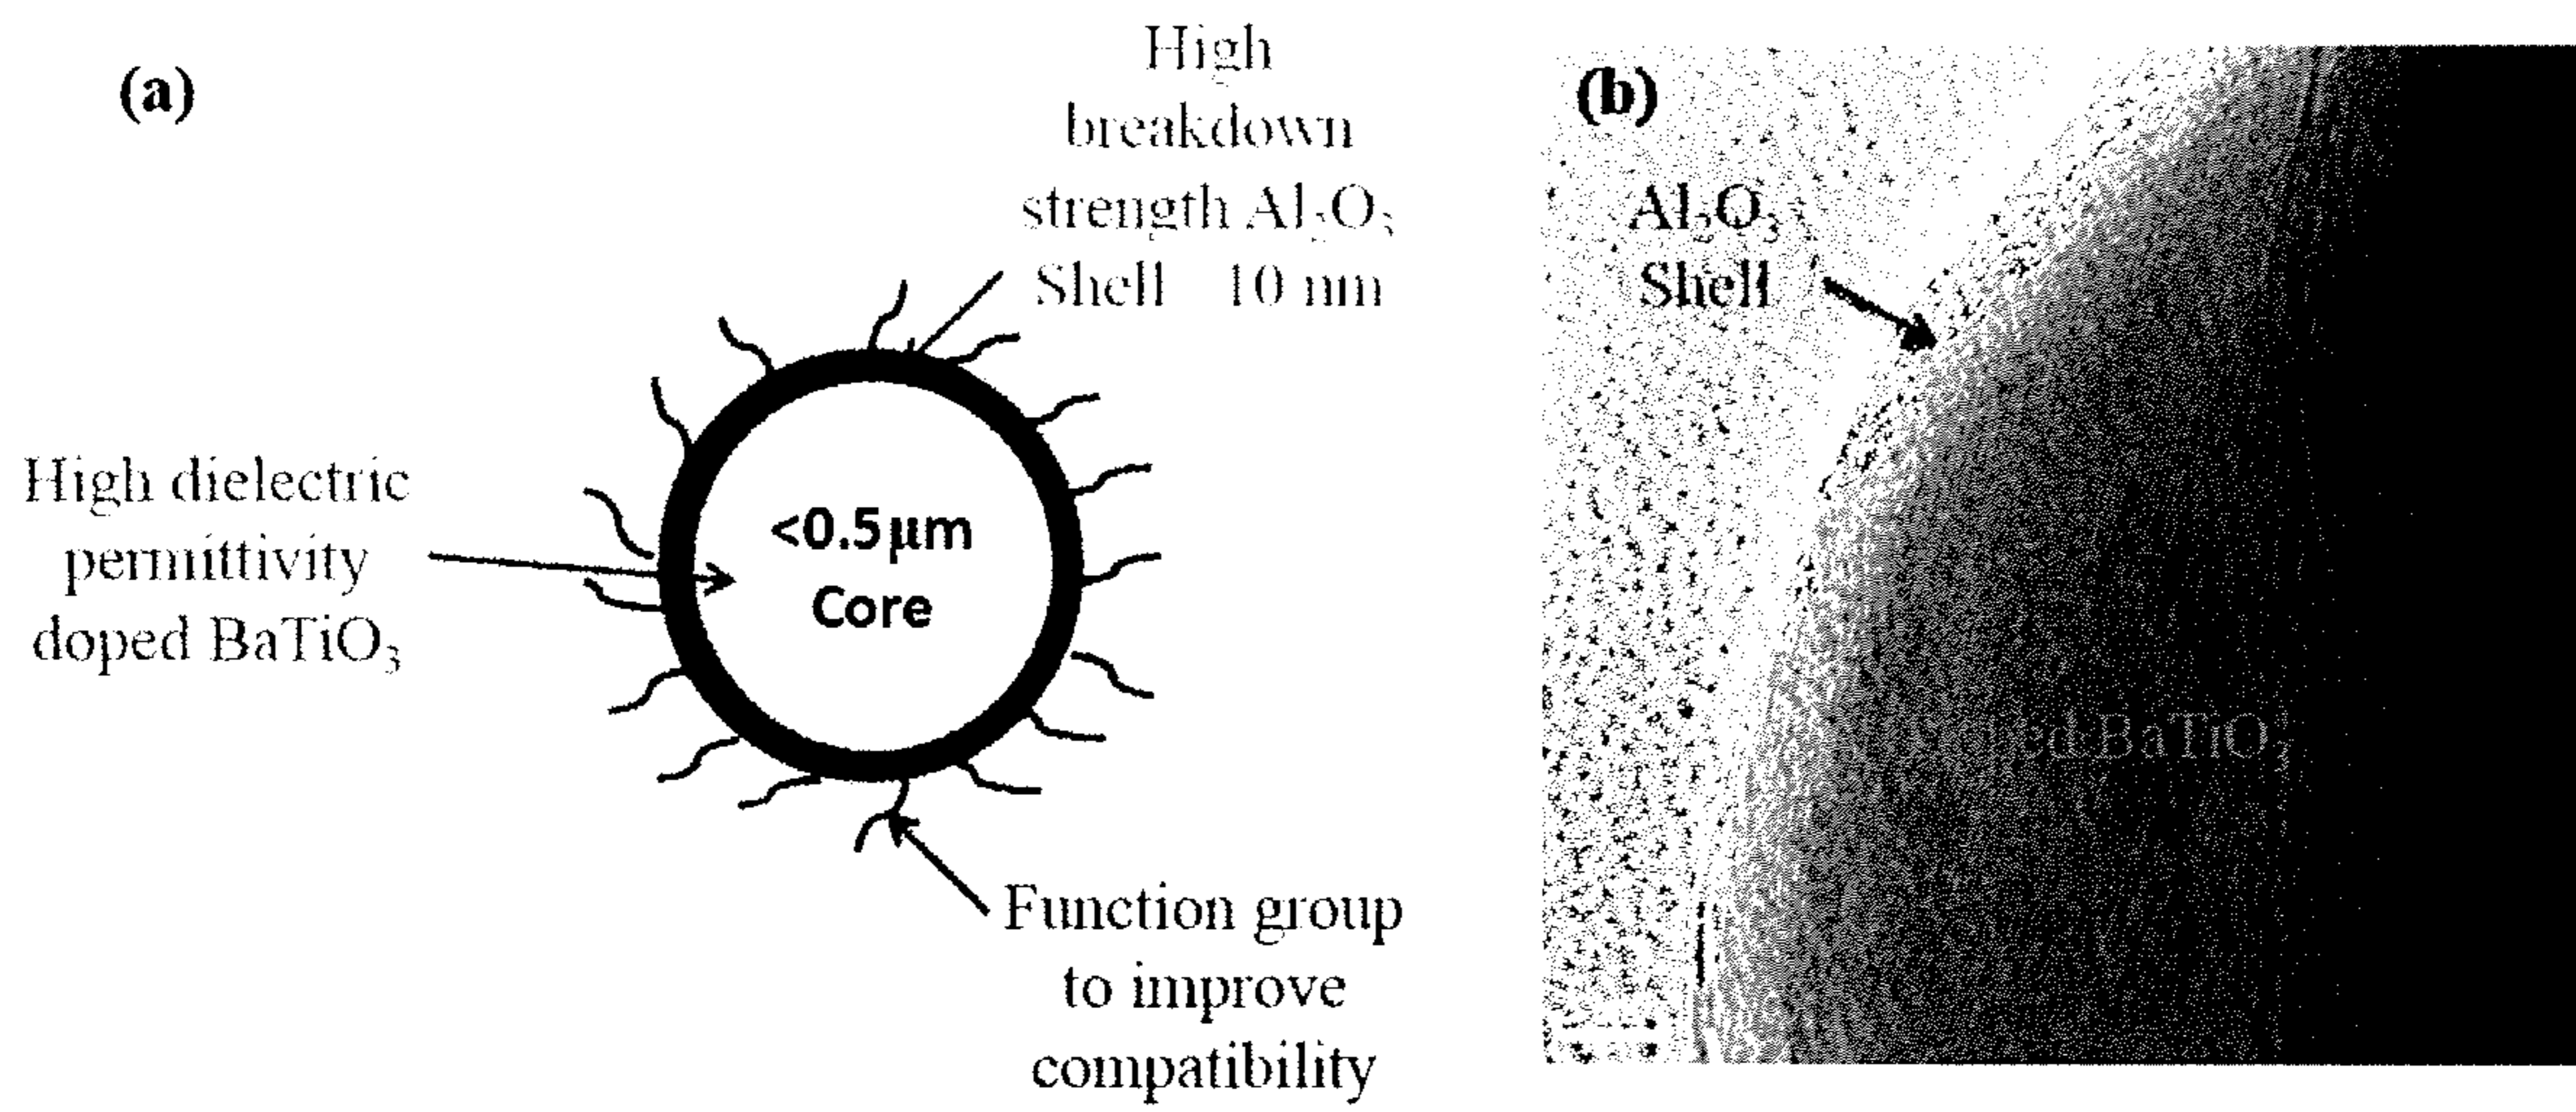 (a)
High
breakdown
strength Al₂O₃
Shell 10 nm
High dielectric
permittivity
doped BaTiO₃
<0.5μm
Core
Function group
to improve
compatibility
(b)
Al₂O₃
Shell
BaTiO₃